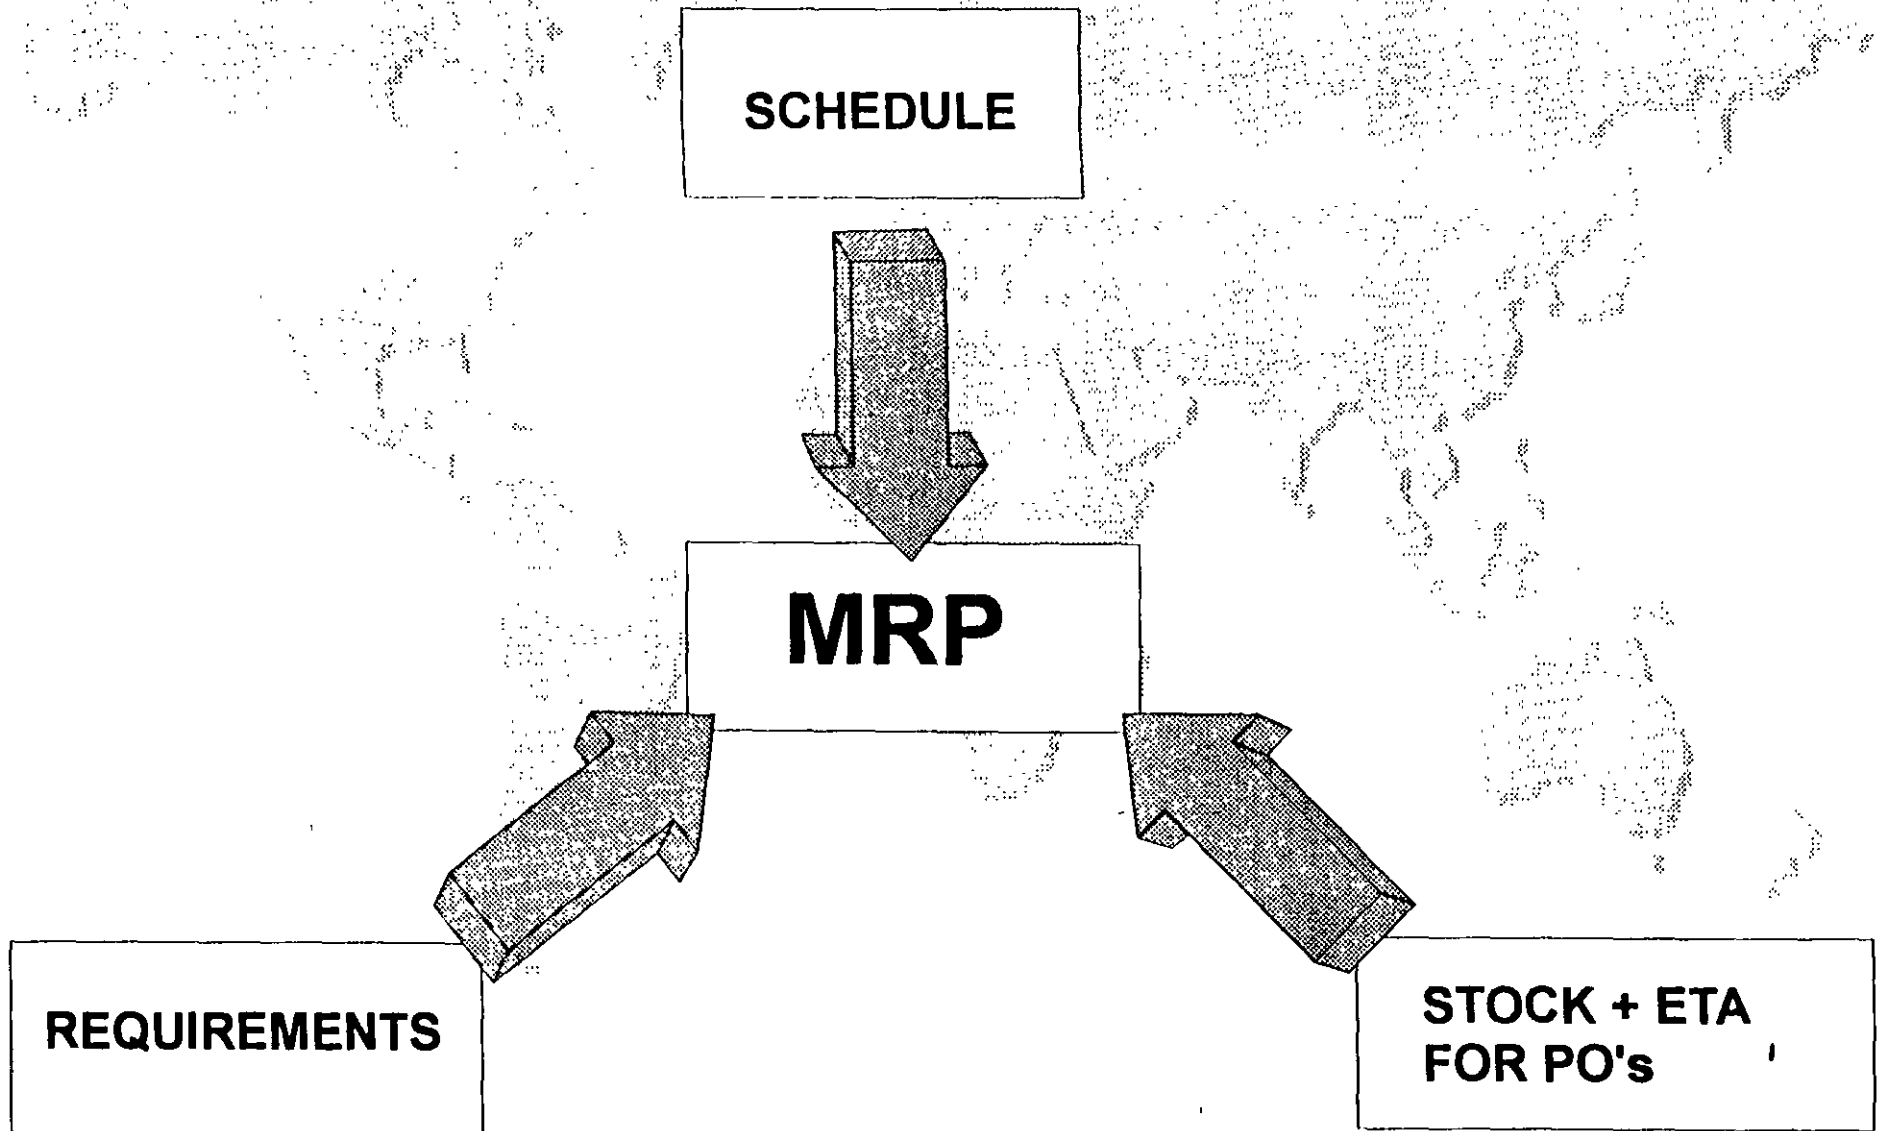 SCHEDULE
MRP
REQUIREMENTS
STOCK + ETA
FOR PO's